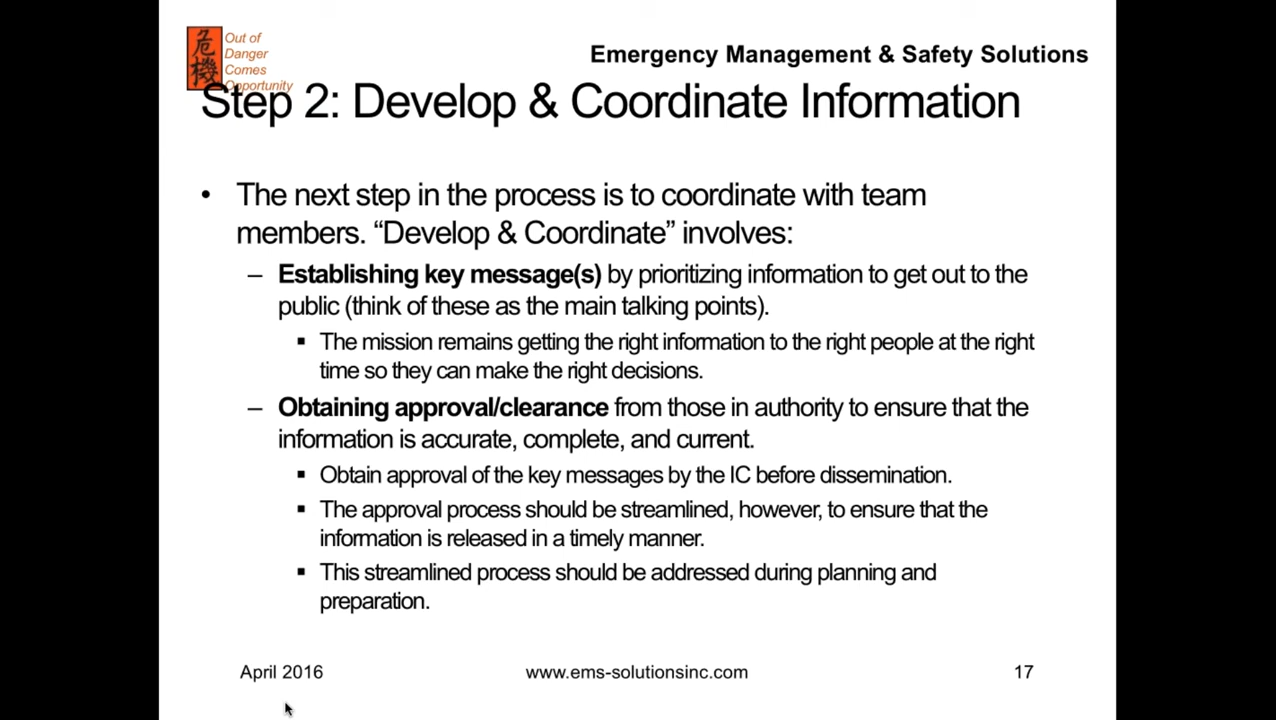 危
機
Out of
Danger
Comes
Opportunity
Emergency Management & Safety Solutions
Step 2: Develop & Coordinate Information
• The next step in the process is to coordinate with team
members. “Develop & Coordinate” involves:
– Establishing key message(s) by prioritizing information to get out to the
public (think of these as the main talking points).
▪ The mission remains getting the right information to the right people at the right
time so they can make the right decisions.
– Obtaining approval/clearance from those in authority to ensure that the
information is accurate, complete, and current.
▪ Obtain approval of the key messages by the IC before dissemination.
▪ The approval process should be streamlined, however, to ensure that the
information is released in a timely manner.
▪ This streamlined process should be addressed during planning and
preparation.
April 2016
www.ems-solutionsinc.com
17